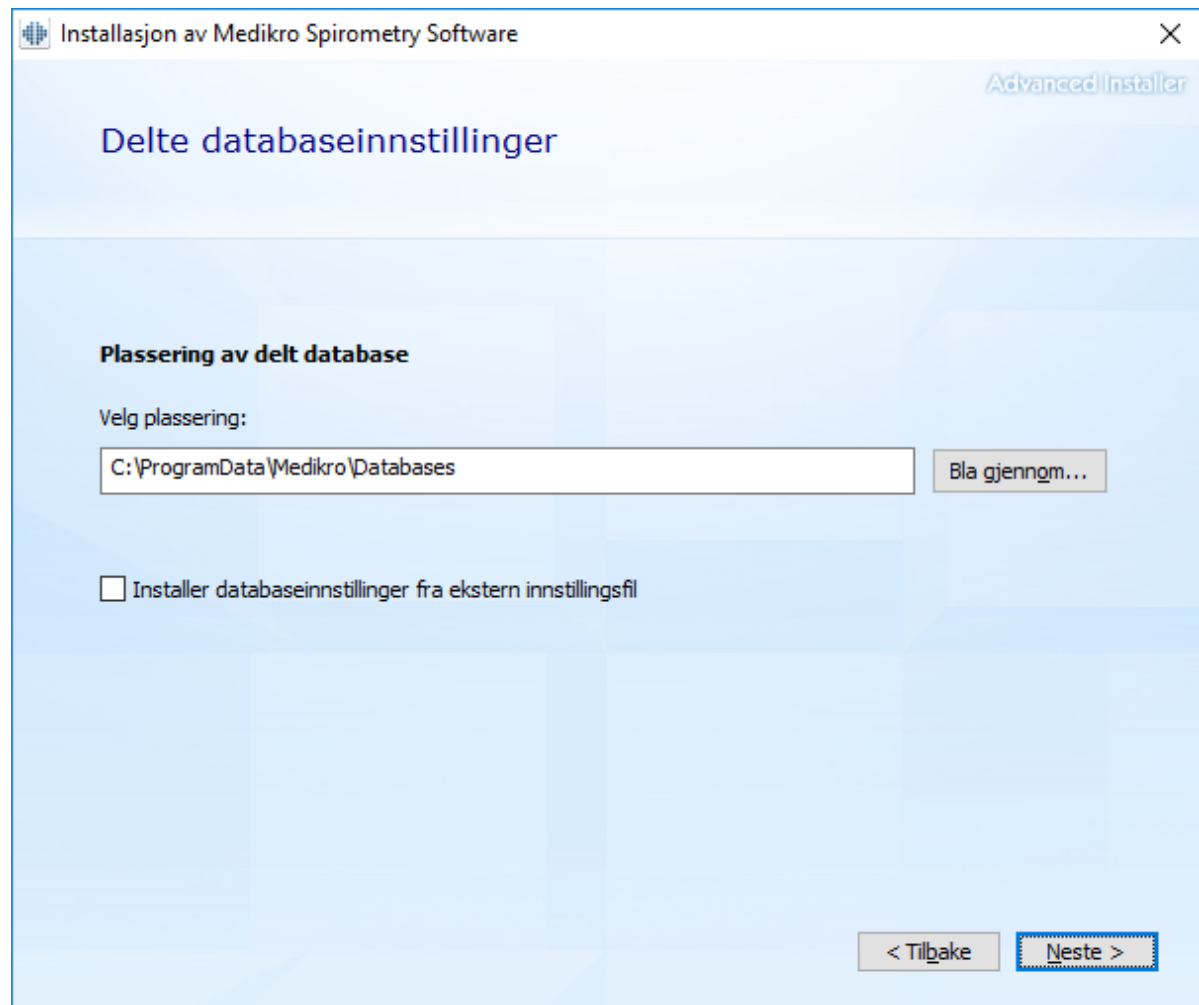 Installasjon av Medikro Spirometry Software
Advanced Installer
Delte databaseinnstillinger
Plassering av delt database
Velg plassering:
C:\ProgramData\Medikro\Databases
Bla gjennom...
Installer databaseinnstillinger fra ekstern innstillingsfil
< Tilbake
Neste >